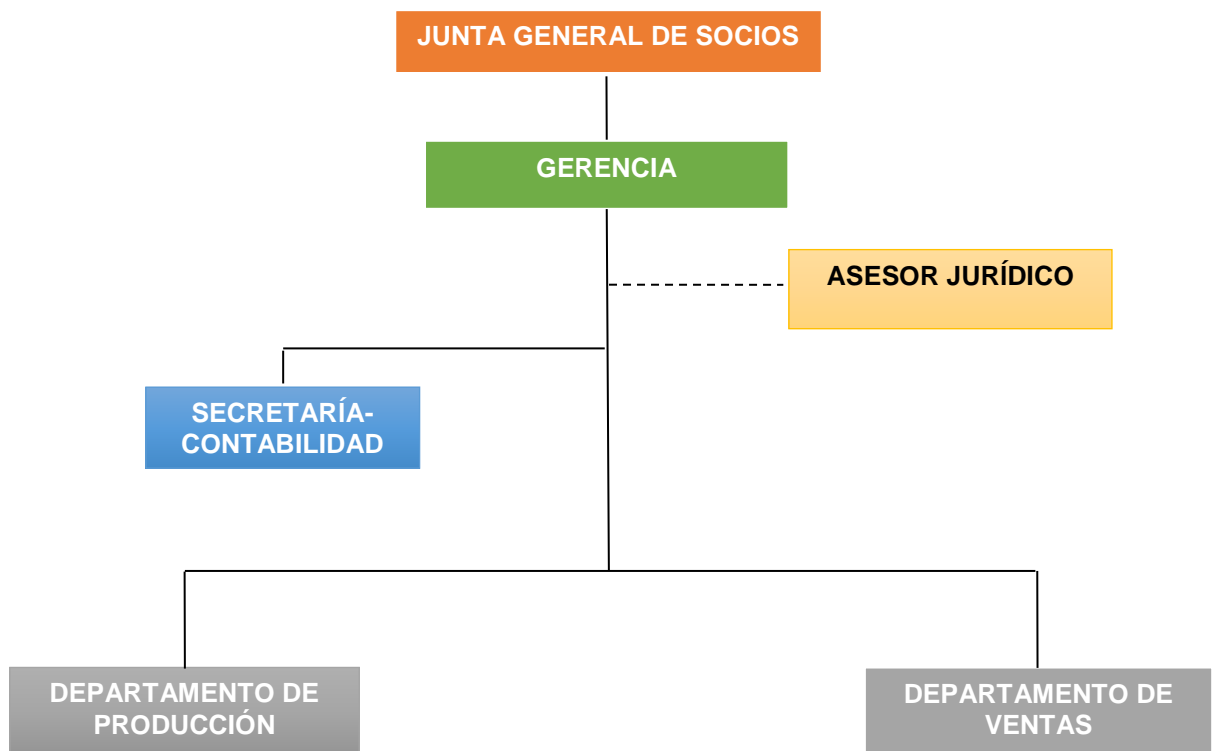 JUNTA GENERAL DE SOCIOS
GERENCIA
ASESOR JURÍDICO
SECRETARÍA-
CONTABILIDAD
DEPARTAMENTO DE
PRODUCCIÓN
DEPARTAMENTO DE
VENTAS